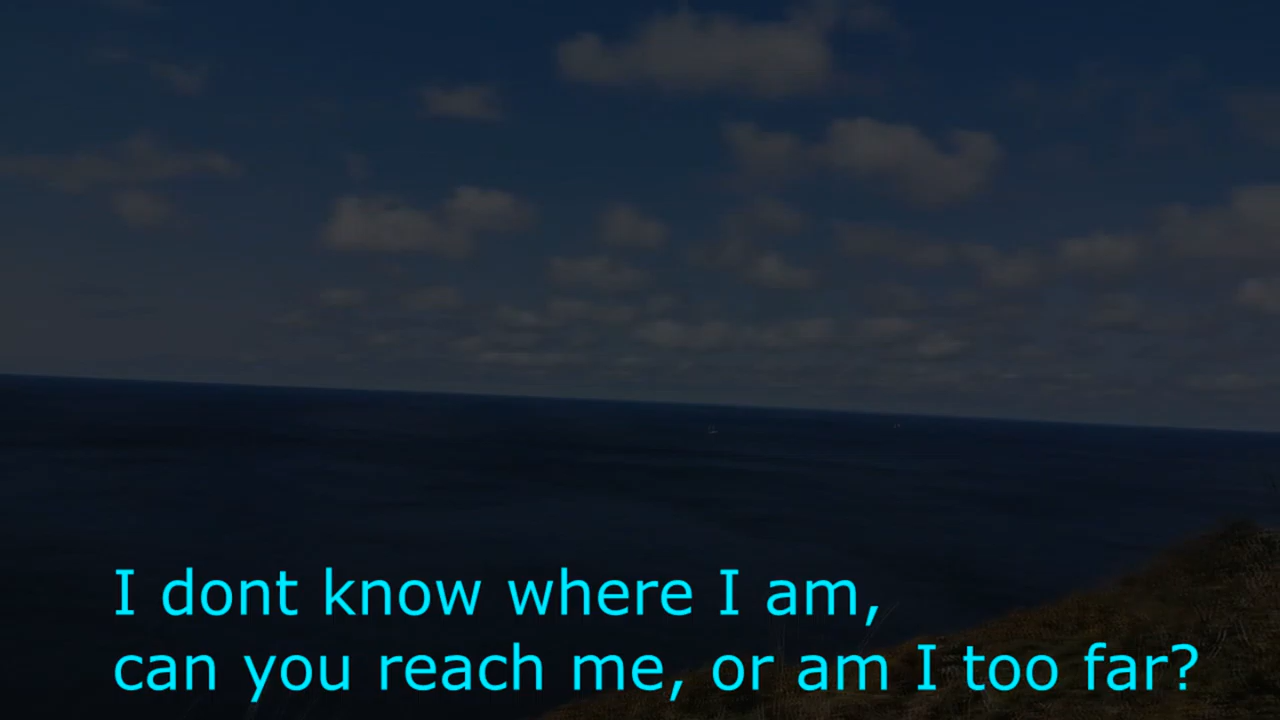 I dont know where I am,
can you reach me, or am I too far?